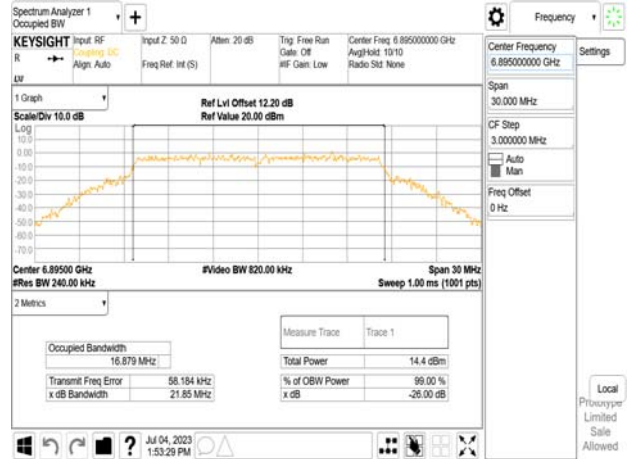 Spectrum Analyzer 1
Occupied BW
Frequency
KEYSIGHT
Input: RF
Coupling: DC
Align: Auto
Input Z: 50 Ω
Freq Ref: Int (S)
Atten: 20 dB
Trig: Free Run
Gate: Off
#IF Gain: Low
Center Freq: 6.895000000 GHz
Avg|Hold: 10/10
Radio Std: None
R
LXI
Center Frequency
6.895000000 GHz
Settings
Span
30.000 MHz
CF Step
3.000000 MHz
Auto
Man
Freq Offset
0 Hz
1 Graph
Scale/Div 10.0 dB
Ref Lvl Offset 12.20 dB
Ref Value 20.00 dBm
Log
10.0
0.00
-10.0
-20.0
-30.0
-40.0
-50.0
-60.0
-70.0
Center 6.89500 GHz
#Res BW 240.00 kHz
#Video BW 820.00 kHz
Span 30 MHz
Sweep 1.00 ms (1001 pts)
2 Metrics
Measure Trace
Trace 1
Occupied Bandwidth
16.879 MHz
Total Power
14.4 dBm
Transmit Freq Error
58.184 kHz
% of OBW Power
99.00 %
x dB Bandwidth
21.85 MHz
x dB
-26.00 dB
Local
Prototype
Limited
Sale
Allowed
?
Jul 04, 2023
1:53:29 PM